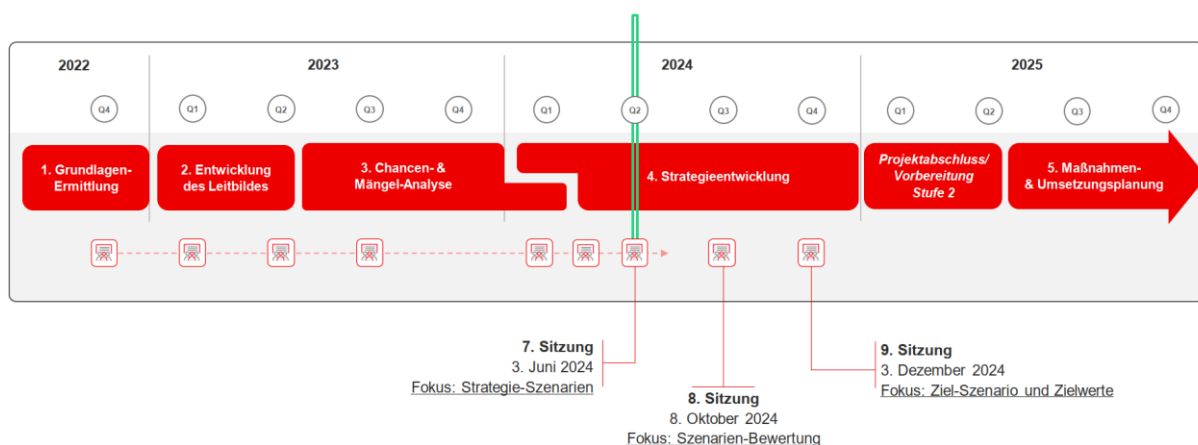 2022
2023
2024
2025
Q4
Q1
Q2
Q3
Q4
Q1
Q2
Q3
Q4
Q1
Q2
Q3
Q4
1. Grundlagen-
Ermittlung
2. Entwicklung
des Leitbildes
3. Chancen- &
Mängel-Analyse
4. Strategieentwicklung
Projektabschluss/
Vorbereitung
Stufe 2
5. Maßnahmen-
& Umsetzungsplanung
7. Sitzung
3. Juni 2024
Fokus: Strategie-Szenarien
8. Sitzung
8. Oktober 2024
Fokus: Szenarien-Bewertung
9. Sitzung
3. Dezember 2024
Fokus: Ziel-Szenario und Zielwerte